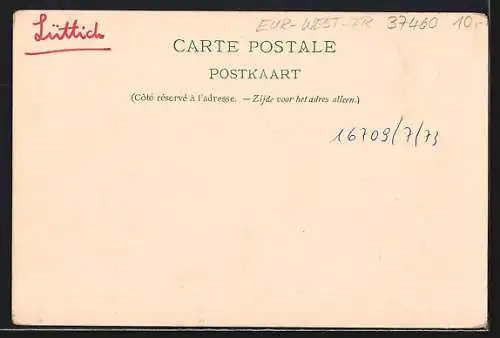 Lüttich
EUR-WEST-TR 37460 10,-
CARTE POSTALE
POSTKAART
(Côté réservé à l'adresse. — Zijde voor het adres alleen.)
16709/7/73